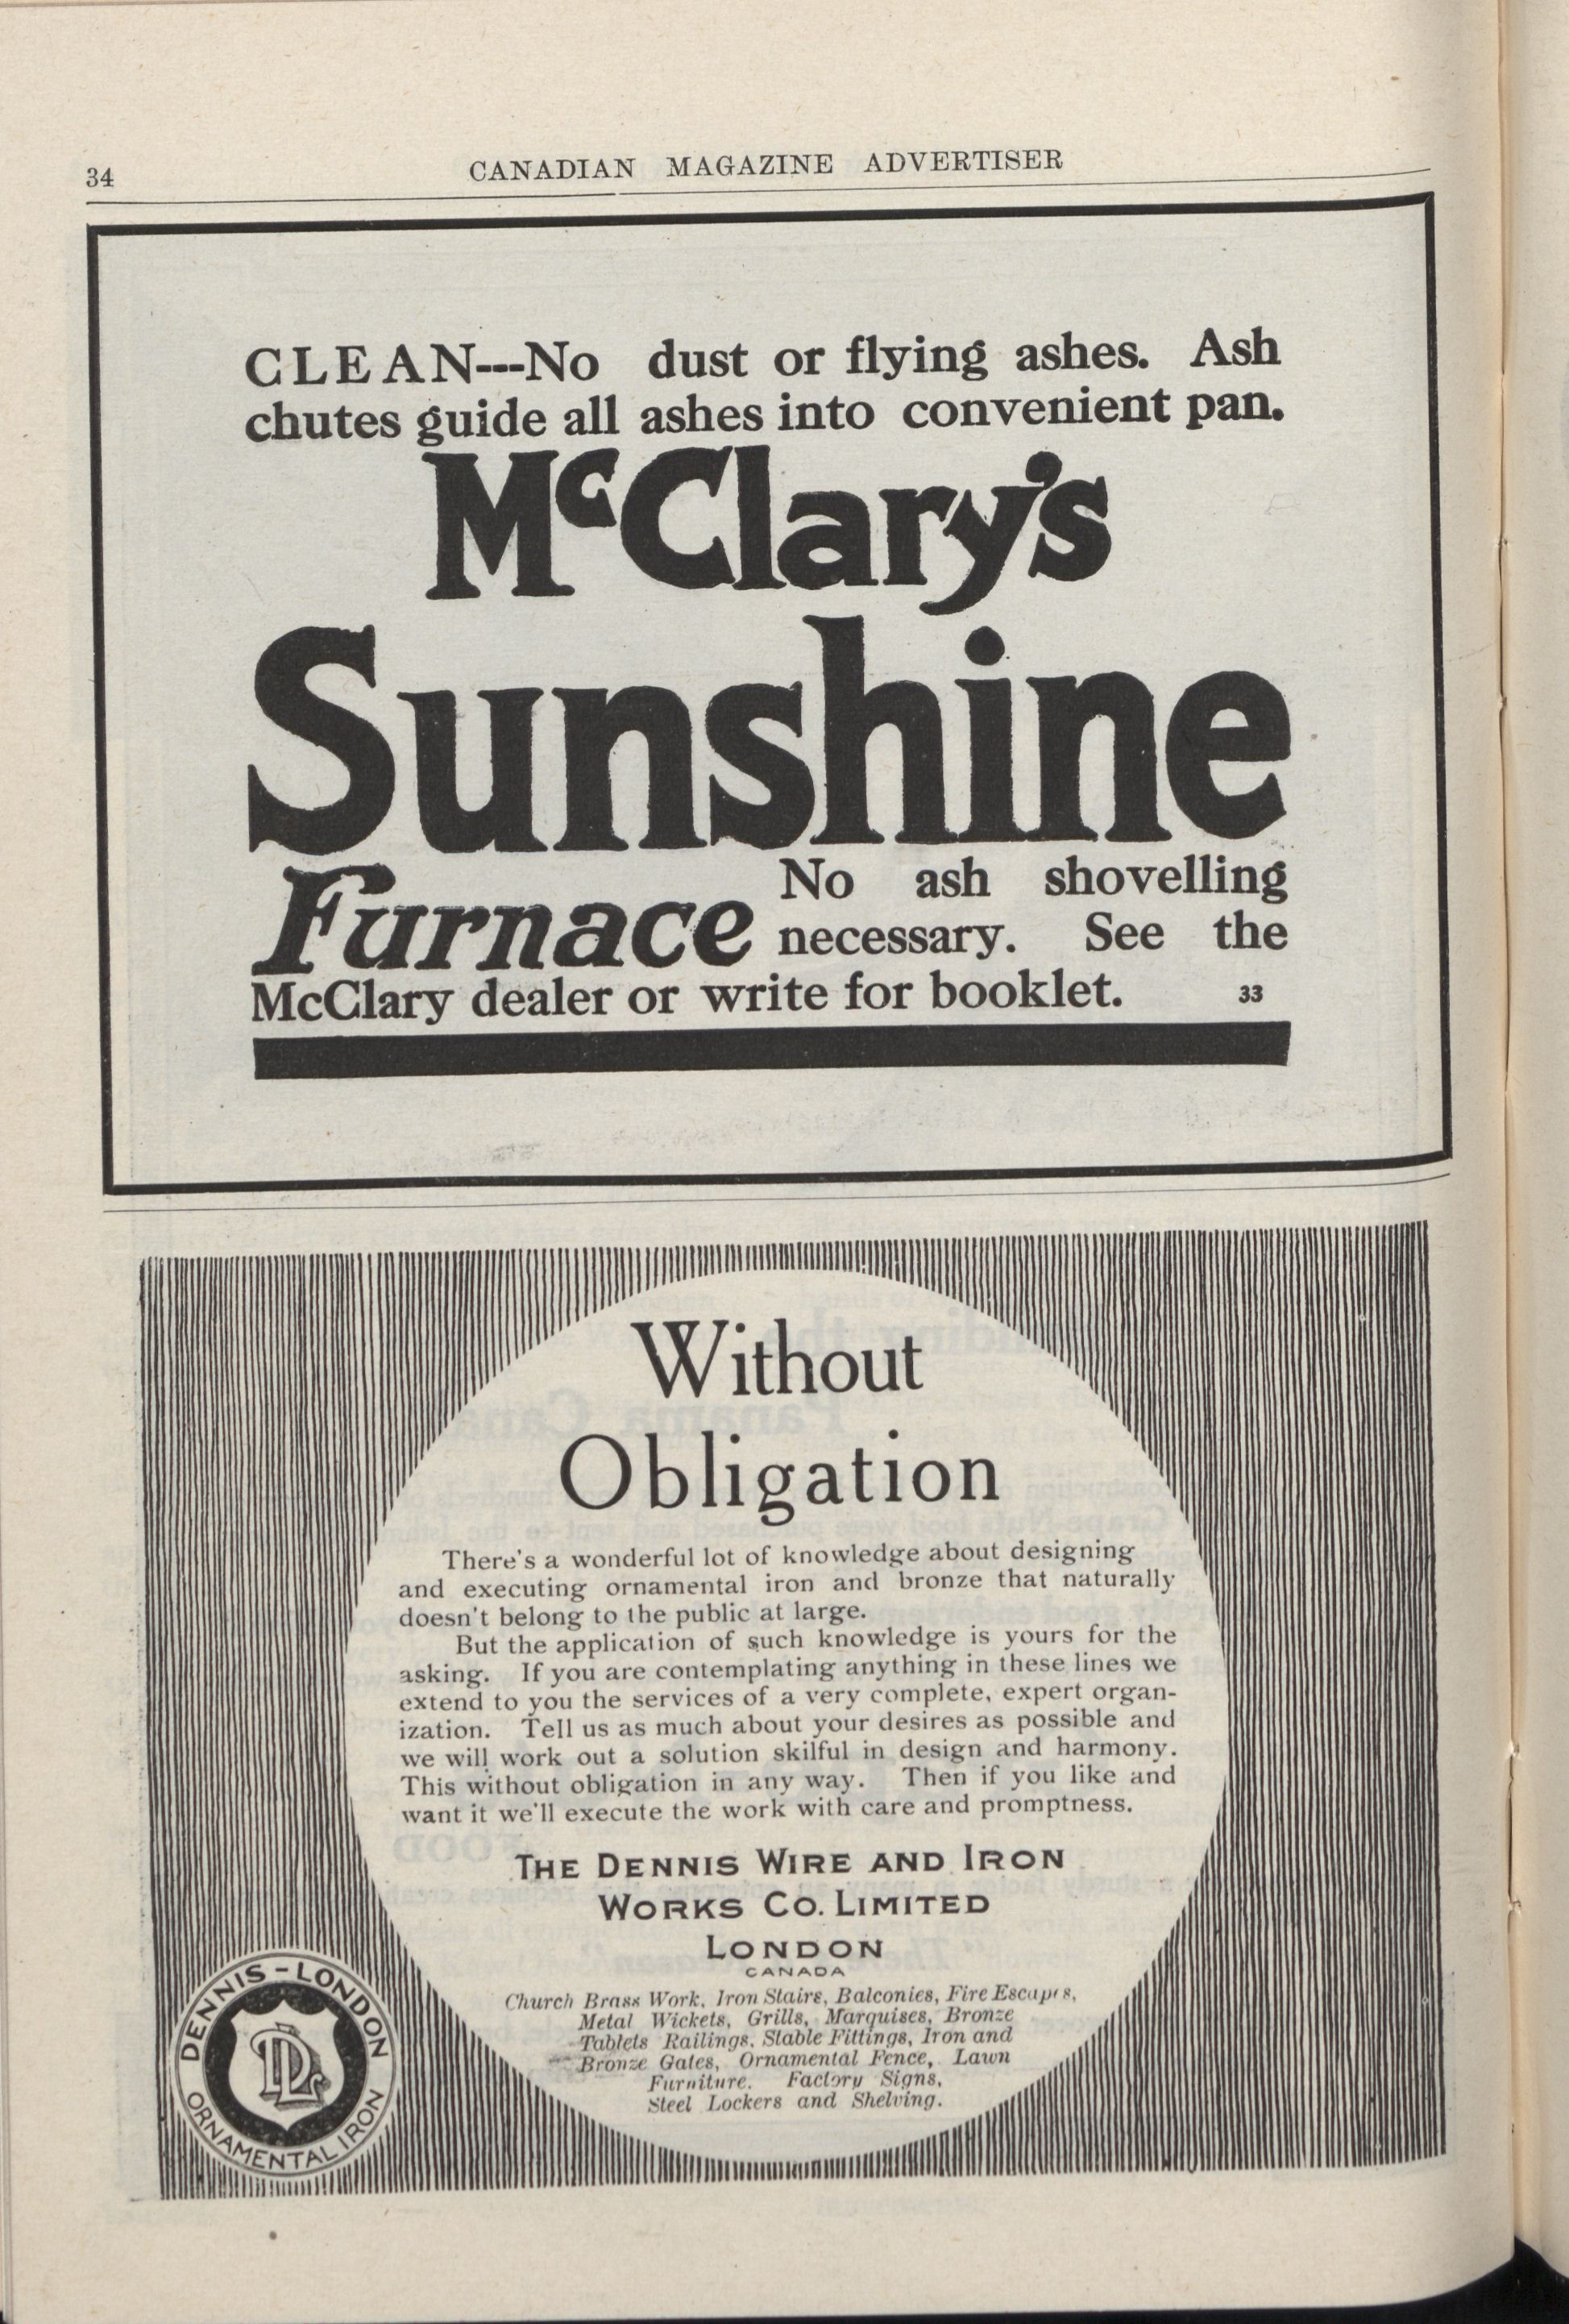 34
CANADIAN MAGAZINE ADVERTISER
CLEAN---No dust or flying ashes. Ash
chutes guide all ashes into convenient pan.
McClary's
Sunshine
Furnace
No ash shovelling
necessary. See the
McClary dealer or write for booklet. 33
Without
Obligation
There's a wonderful lot of knowledge about designing
and executing ornamental iron and bronze that naturally
doesn't belong to the public at large.
But the application of such knowledge is yours for the
asking. If you are contemplating anything in these lines we
extend to you the services of a very complete, expert organ-
ization. Tell us as much about your desires as possible and
we will work out a solution skilful in design and harmony.
This without obligation in any way. Then if you like and
want it we'll execute the work with care and promptness.
THE DENNIS WIRE AND IRON
WORKS CO. LIMITED
LONDON
CANADA
Church Brass Work, Iron Stairs, Balconies, Fire Escapes,
Metal Wickets, Grills, Marquises, Bronze
Tablets Railings, Stable Fittings, Iron and
Bronze Gates, Ornamental Fence, Lawn
Furniture. Factory Signs,
Steel Lockers and Shelving.
DENNIS-LONDON
DL
ORNAMENTAL IRON